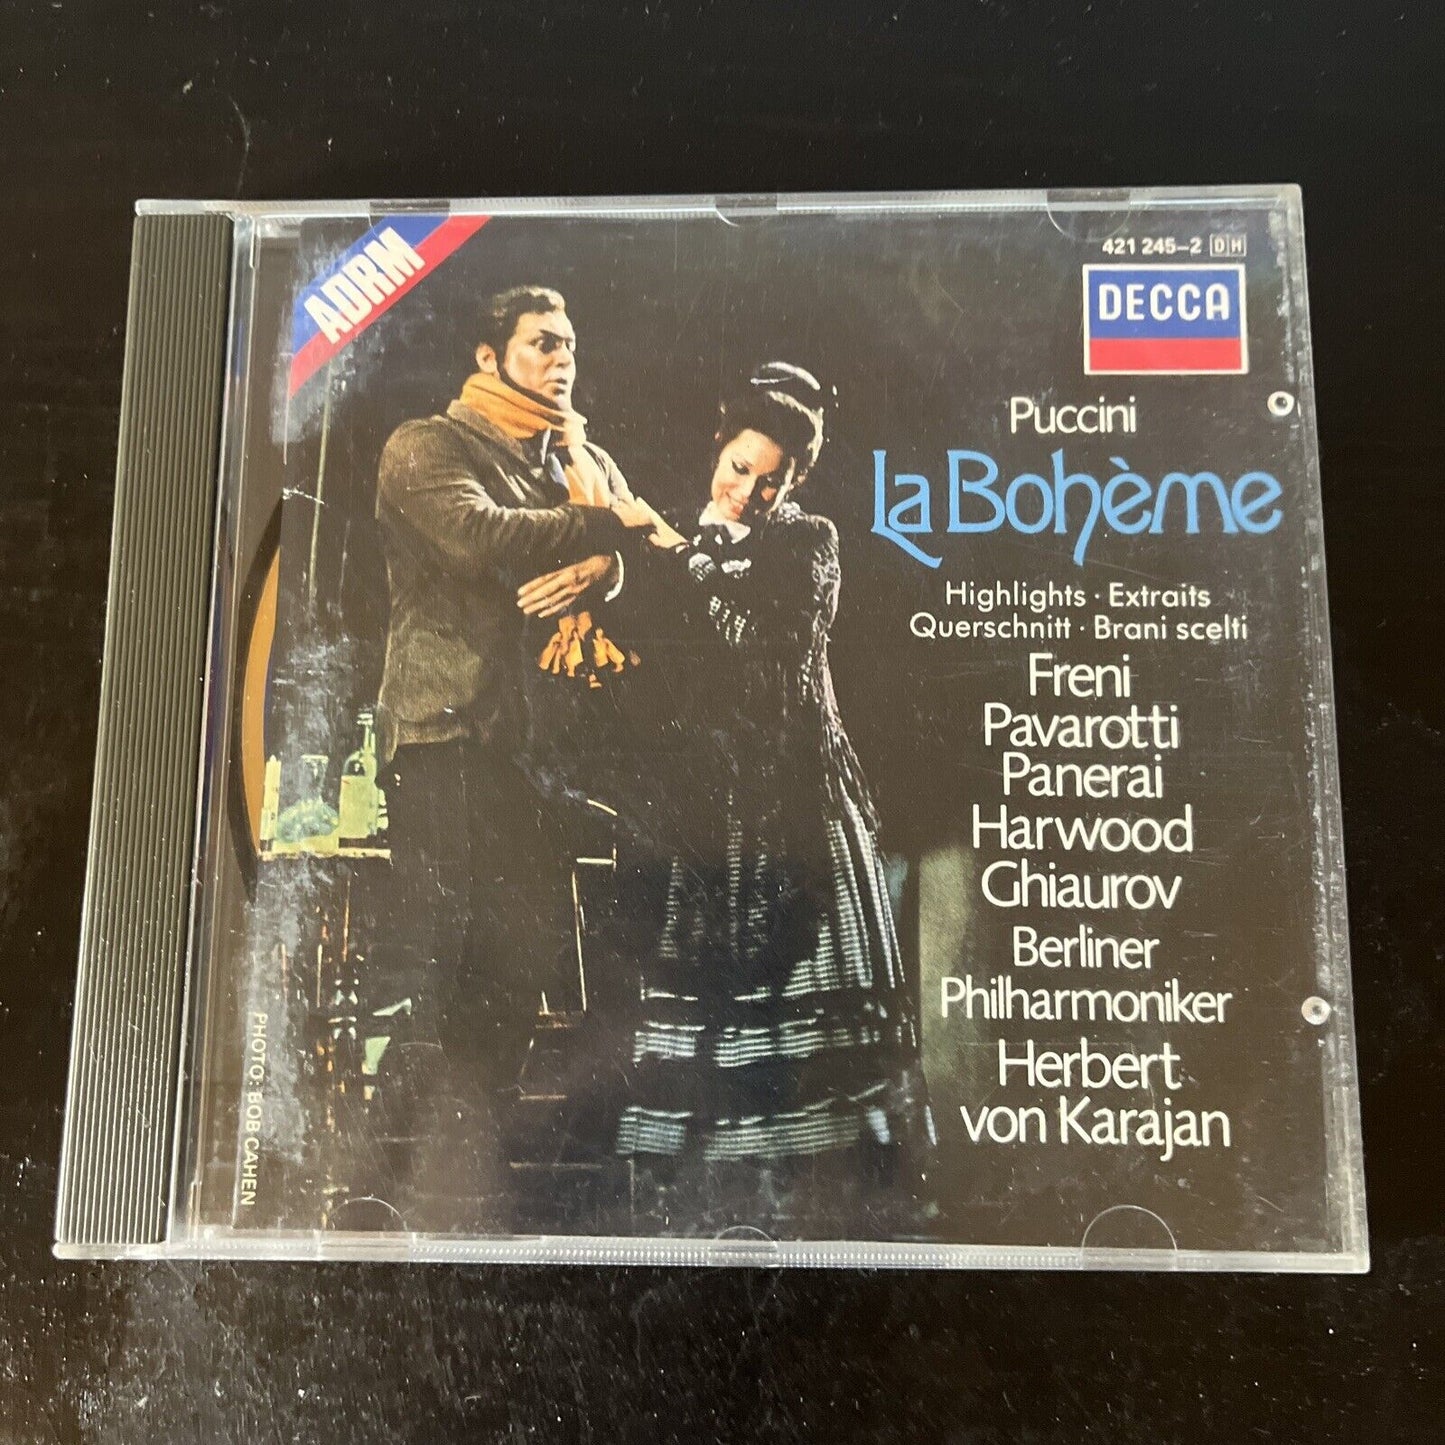 ADRM
421 245-2 DH
DECCA
Puccini
La Bohème
Highlights · Extraits
Querschnitt · Brani scelti
Freni
Pavarotti
Panerai
Harwood
Ghiaurov
Berliner
Philharmoniker
Herbert
von Karajan
PHOTO: BOB CAHEN